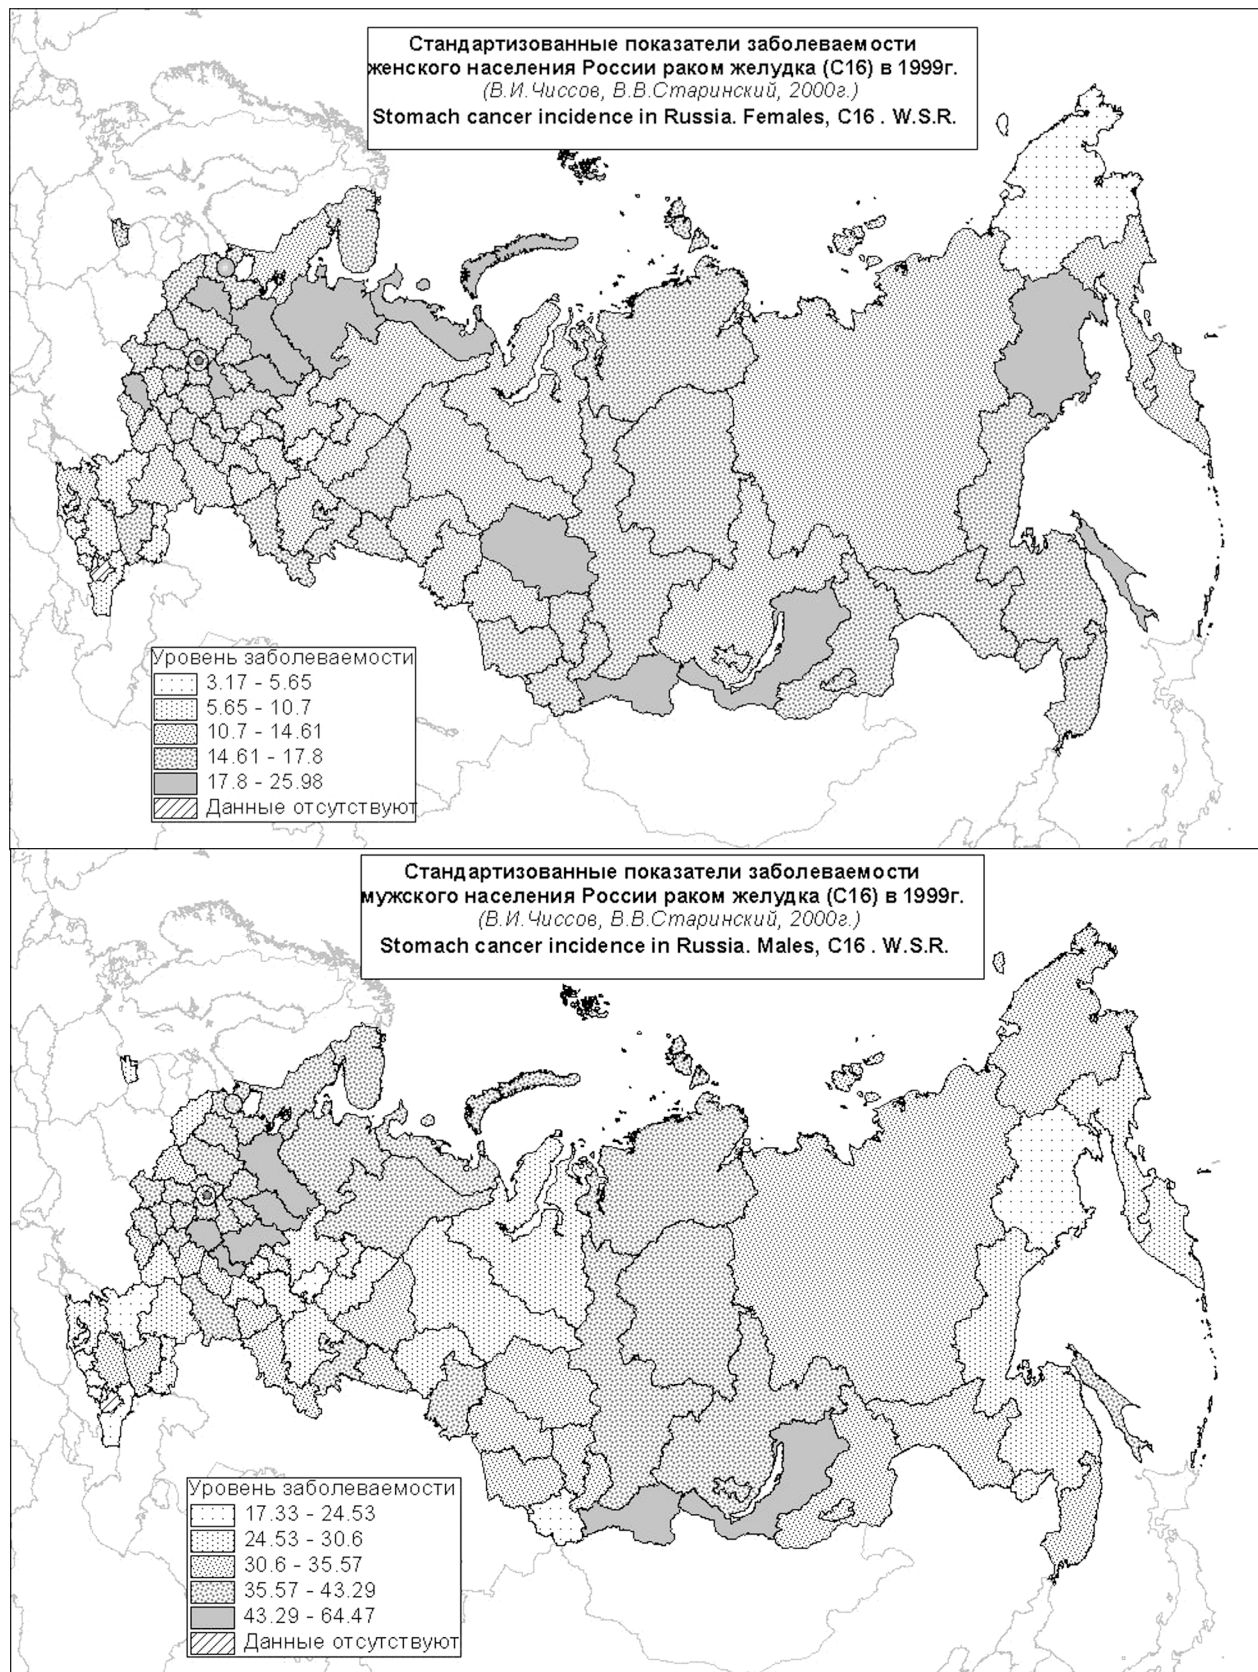 Стандартизованные показатели заболеваемости
женского населения России раком желудка (С16) в 1999г.
(В.И.Чиссов, В.В.Старинский, 2000г.)
Stomach cancer incidence in Russia. Females, C16 . W.S.R.
Уровень заболеваемости
3.17 - 5.65
5.65 - 10.7
10.7 - 14.61
14.61 - 17.8
17.8 - 25.98
Данные отсутствуют
Стандартизованные показатели заболеваемости
мужского населения России раком желудка (С16) в 1999г.
(В.И.Чиссов, В.В.Старинский, 2000г.)
Stomach cancer incidence in Russia. Males, C16 . W.S.R.
Уровень заболеваемости
17.33 - 24.53
24.53 - 30.6
30.6 - 35.57
35.57 - 43.29
43.29 - 64.47
Данные отсутствуют